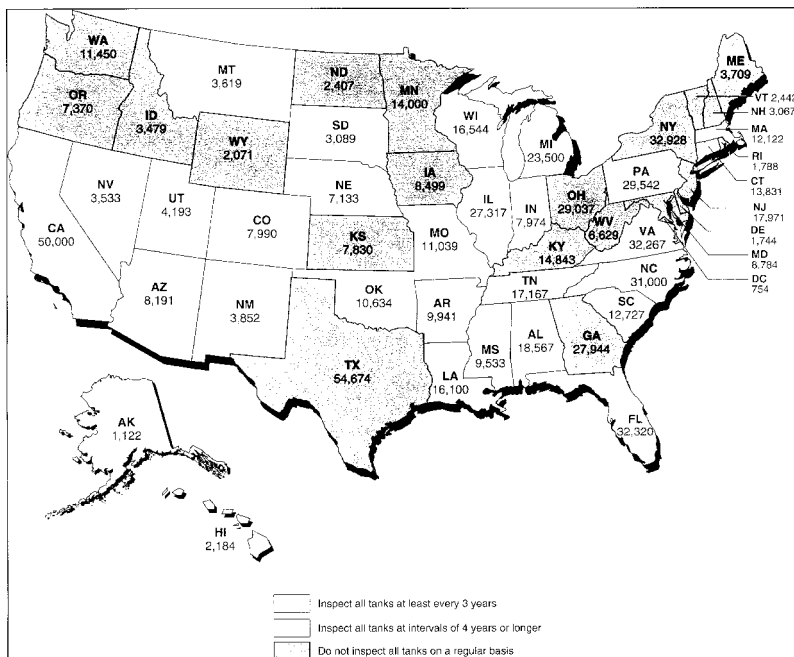 WA
11,450
MT
3,619
ND
2,407
MN
14,000
ME
3,709
OR
7,370
ID
3,479
WY
2,071
SD
3,089
WI
16,544
MI
23,500
NY
32,928
VT 2,442
NH 3,067
MA
12,122
RI
1,788
CT
13,831
NJ
17,971
DE
1,744
MD
6,784
DC
754
NV
3,533
UT
4,193
CO
7,990
NE
7,133
IA
8,499
IL
27,317
IN
7,974
OH
29,037
PA
29,542
WV
6,629
VA
32,267
CA
50,000
KS
7,830
MO
11,039
KY
14,843
NC
31,000
AZ
8,191
NM
3,852
OK
10,634
AR
9,941
TN
17,167
SC
12,727
TX
54,674
LA
16,100
MS
9,533
AL
18,567
GA
27,944
FL
32,320
AK
1,122
HI
2,184
Inspect all tanks at least every 3 years
Inspect all tanks at intervals of 4 years or longer
Do not inspect all tanks on a regular basis